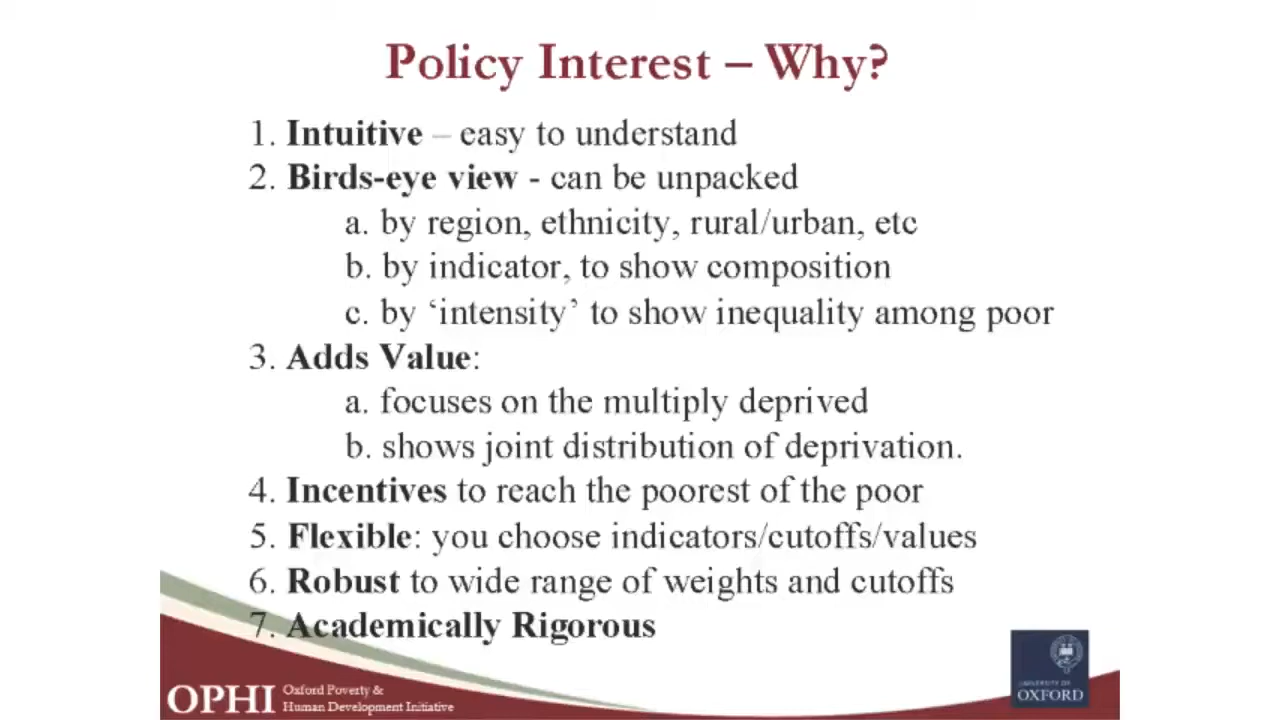 Policy Interest – Why?
1. Intuitive – easy to understand
2. Birds-eye view - can be unpacked
a. by region, ethnicity, rural/urban, etc
b. by indicator, to show composition
c. by ‘intensity’ to show inequality among poor
3. Adds Value:
a. focuses on the multiply deprived
b. shows joint distribution of deprivation.
4. Incentives to reach the poorest of the poor
5. Flexible: you choose indicators/cutoffs/values
6. Robust to wide range of weights and cutoffs
7. Academically Rigorous
OPHI
Oxford Poverty &
Human Development Initiative
UNIVERSITY OF
OXFORD